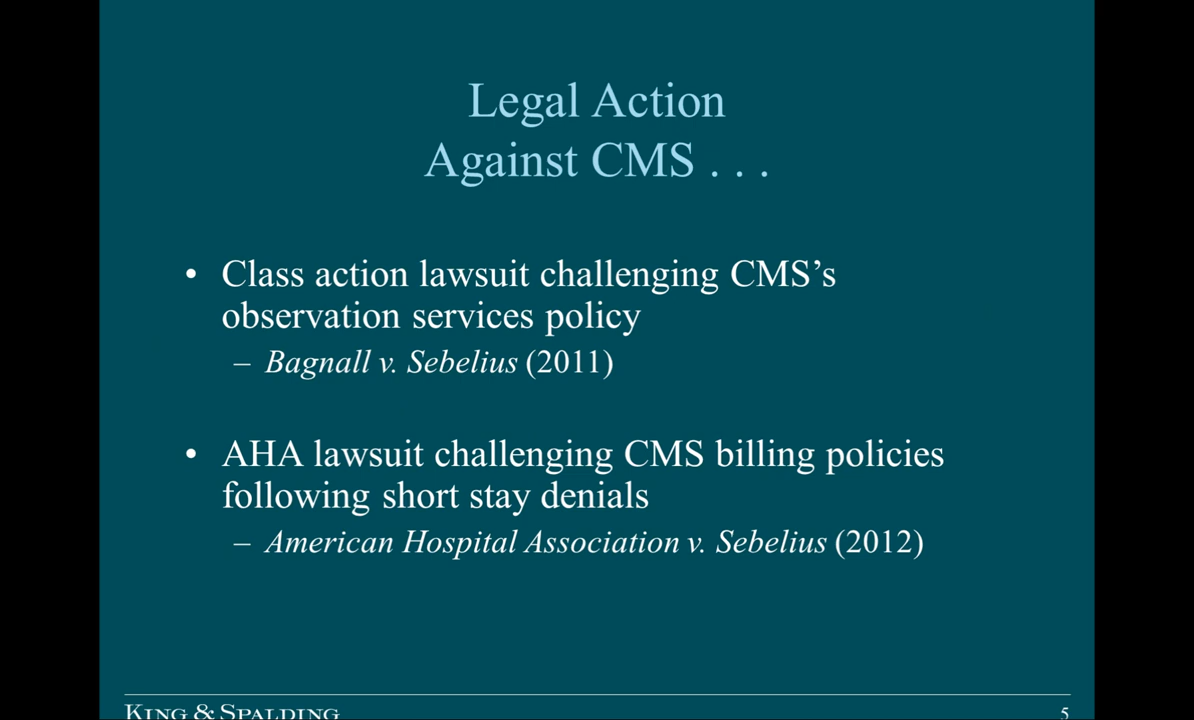 Legal Action
Against CMS . . .
• Class action lawsuit challenging CMS’s
observation services policy
– Bagnall v. Sebelius (2011)
• AHA lawsuit challenging CMS billing policies
following short stay denials
– American Hospital Association v. Sebelius (2012)
KING & SPALDING
5